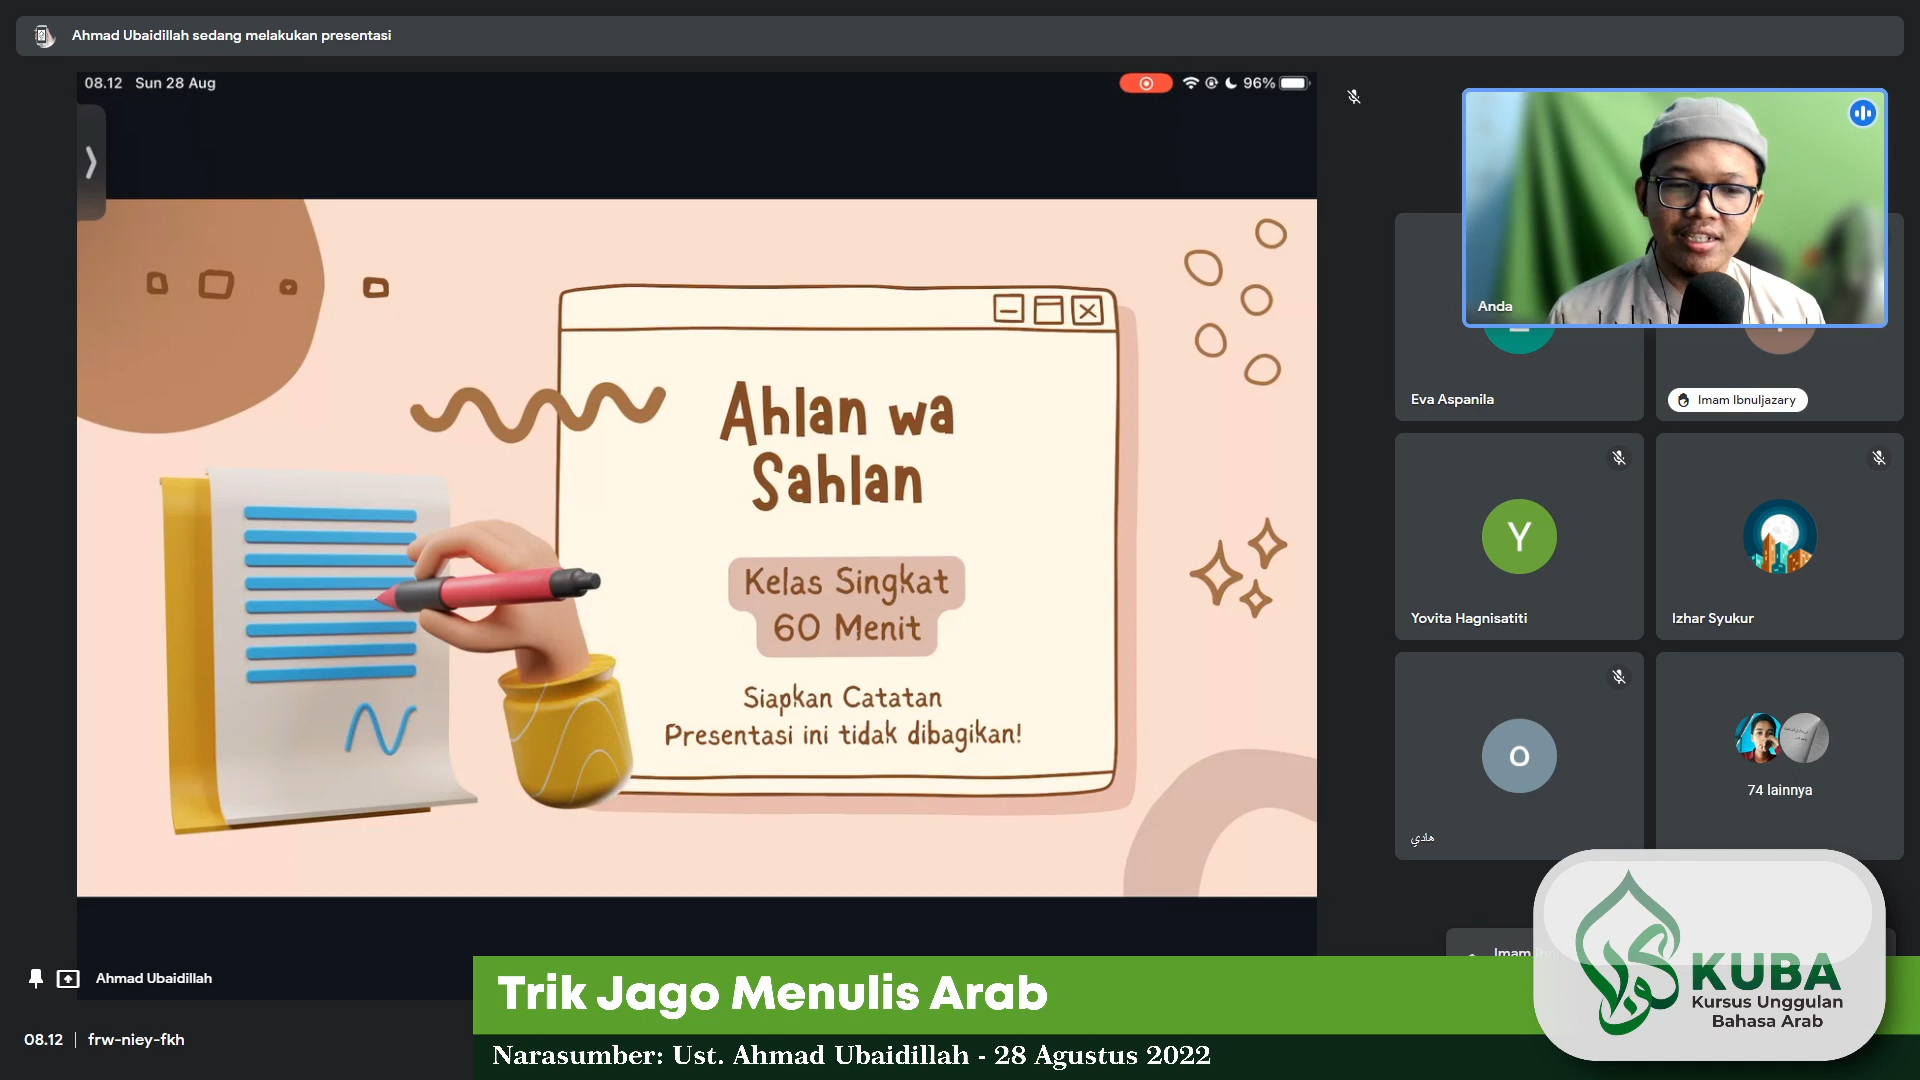 Ahmad Ubaidillah sedang melakukan presentasi
08.12 Sun 28 Aug
96%
Ahlan wa
Sahlan
Kelas Singkat
60 Menit
Siapkan Catatan
Presentasi ini tidak dibagikan!
Anda
Eva Aspanila
Imam Ibnuljazary
Y
Yovita Hagnisatiti
Izhar Syukur
o
هادي
74 lainnya
Imam
Ahmad Ubaidillah
08.12 | frw-niey-fkh
Trik Jago Menulis Arab
Narasumber: Ust. Ahmad Ubaidillah - 28 Agustus 2022
KUBA
Kursus Unggulan
Bahasa Arab